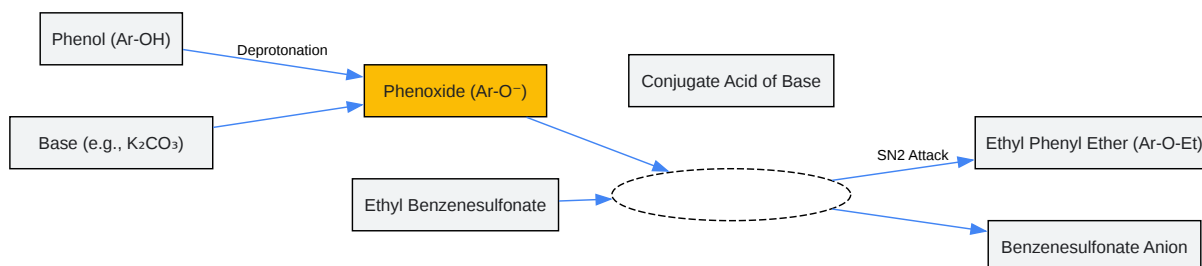 Phenol (Ar-OH)
Deprotonation
Base (e.g., K₂CO₃)
Phenoxide (Ar-O⁻)
Conjugate Acid of Base
Ethyl Benzenesulfonate
SN2 Attack
Ethyl Phenyl Ether (Ar-O-Et)
Benzenesulfonate Anion